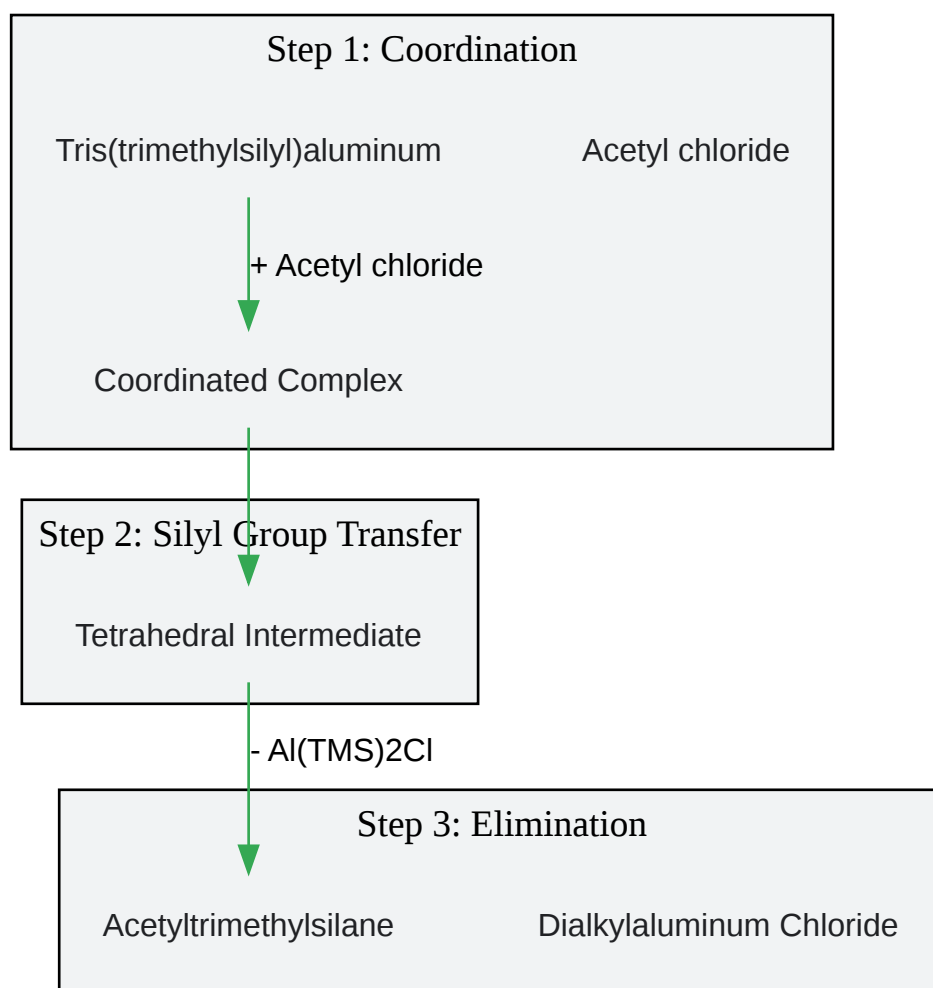 Step 1: Coordination
Tris(trimethylsilyl)aluminum
Acetyl chloride
+ Acetyl chloride
Coordinated Complex
Step 2: Silyl Group Transfer
Tetrahedral Intermediate
- Al(TMS)2Cl
Step 3: Elimination
Acetyltrimethylsilane
Dialkylaluminum Chloride